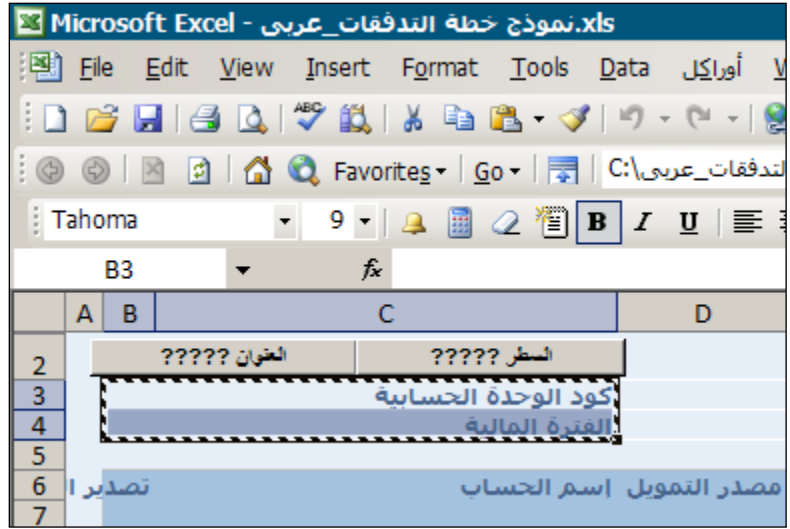 Microsoft Excel - نموذج خطة التدفقات_عربى.xls
File Edit View Insert Format Tools Data أوراكل
ABC
Favorites Go C:\التدفقات_عربى
Tahoma 9 B I U
B3 fx
A B C D
2 العنوان ????? السطر ?????
3 كود الوحدة الحسابية
4 الفترة المالية
5
6 تصدير إسم الحساب مصدر التمويل
7